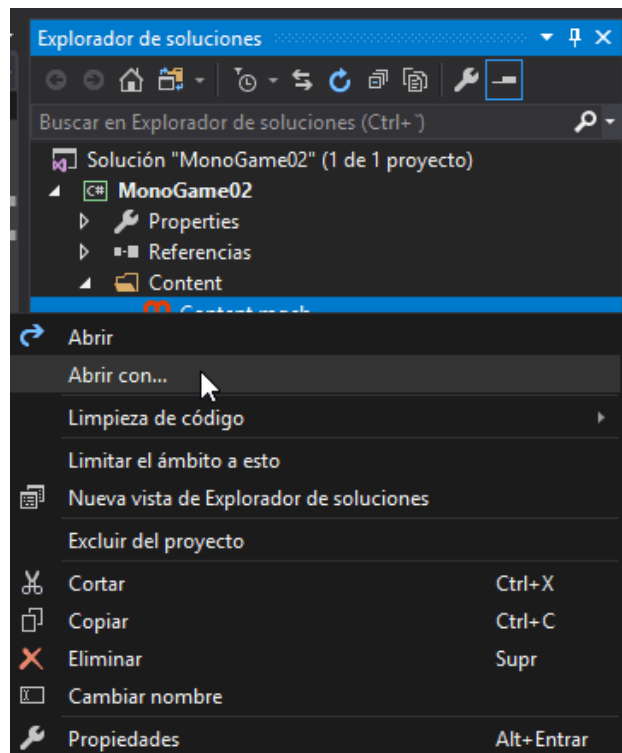 Explorador de soluciones
Buscar en Explorador de soluciones (Ctrl+`)
Solución "MonoGame02" (1 de 1 proyecto)
C# MonoGame02
Properties
Referencias
Content
Content.mgcb
Abrir
Abrir con...
Limpieza de código
Limitar el ámbito a esto
Nueva vista de Explorador de soluciones
Excluir del proyecto
Cortar Ctrl+X
Copiar Ctrl+C
Eliminar Supr
Cambiar nombre
Propiedades Alt+Entrar